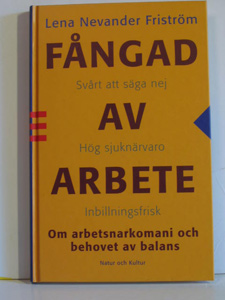 Lena Nevander Friström
FÅNGAD
Svårt att säga nej
AV
Hög sjuknärvaro
ARBETE
Inbillningsfrisk
Om arbetsnarkomani och
behovet av balans
Natur och Kultur